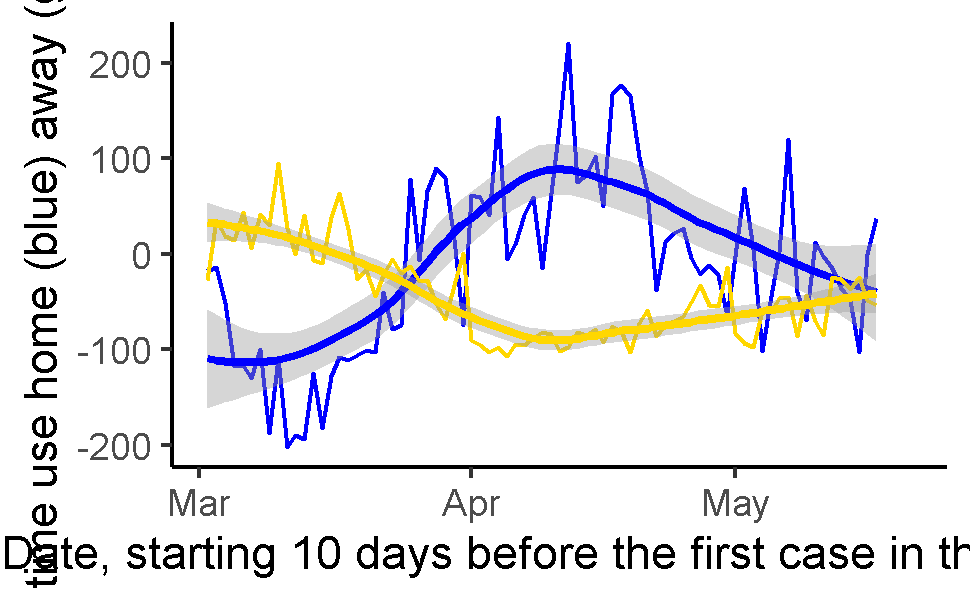 time use home (blue) away (
200
100
0
-100
-200
Mar Apr May
Date, starting 10 days before the first case in th